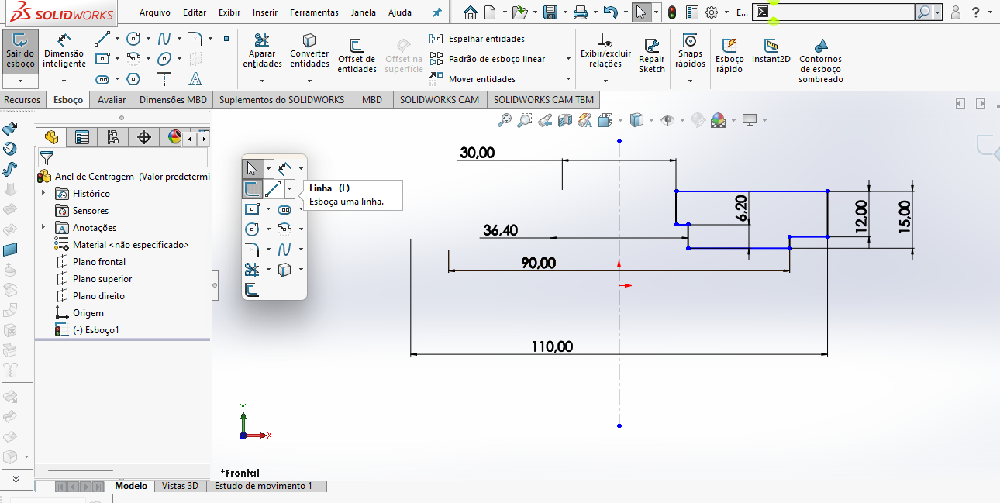 SOLIDWORKS
Arquivo Editar Exibir Inserir Ferramentas Janela Ajuda
E...
?
Sair do esboço
Dimensão inteligente
Aparar entidades
Converter entidades
Offset de entidades
Offset na superfície
Espelhar entidades
Padrão de esboço linear
Mover entidades
Exibir/excluir relações
Repair Sketch
Snaps rápidos
Esboço rápido
Instant2D
Contornos de esboço sombreado
Recursos Esboço Avaliar Dimensões MBD Suplementos do SOLIDWORKS MBD SOLIDWORKS CAM SOLIDWORKS CAM TBM
Anel de Centragem (Valor predetermi
Histórico
Sensores
Anotações
Material <não especificado>
Plano frontal
Plano superior
Plano direito
Origem
(-) Esboço1
Linha (L)
Esboça uma linha.
30,00
6,20
12,00
15,00
36,40
90,00
110,00
Y
X
*Frontal
Modelo Vistas 3D Estudo de movimento 1